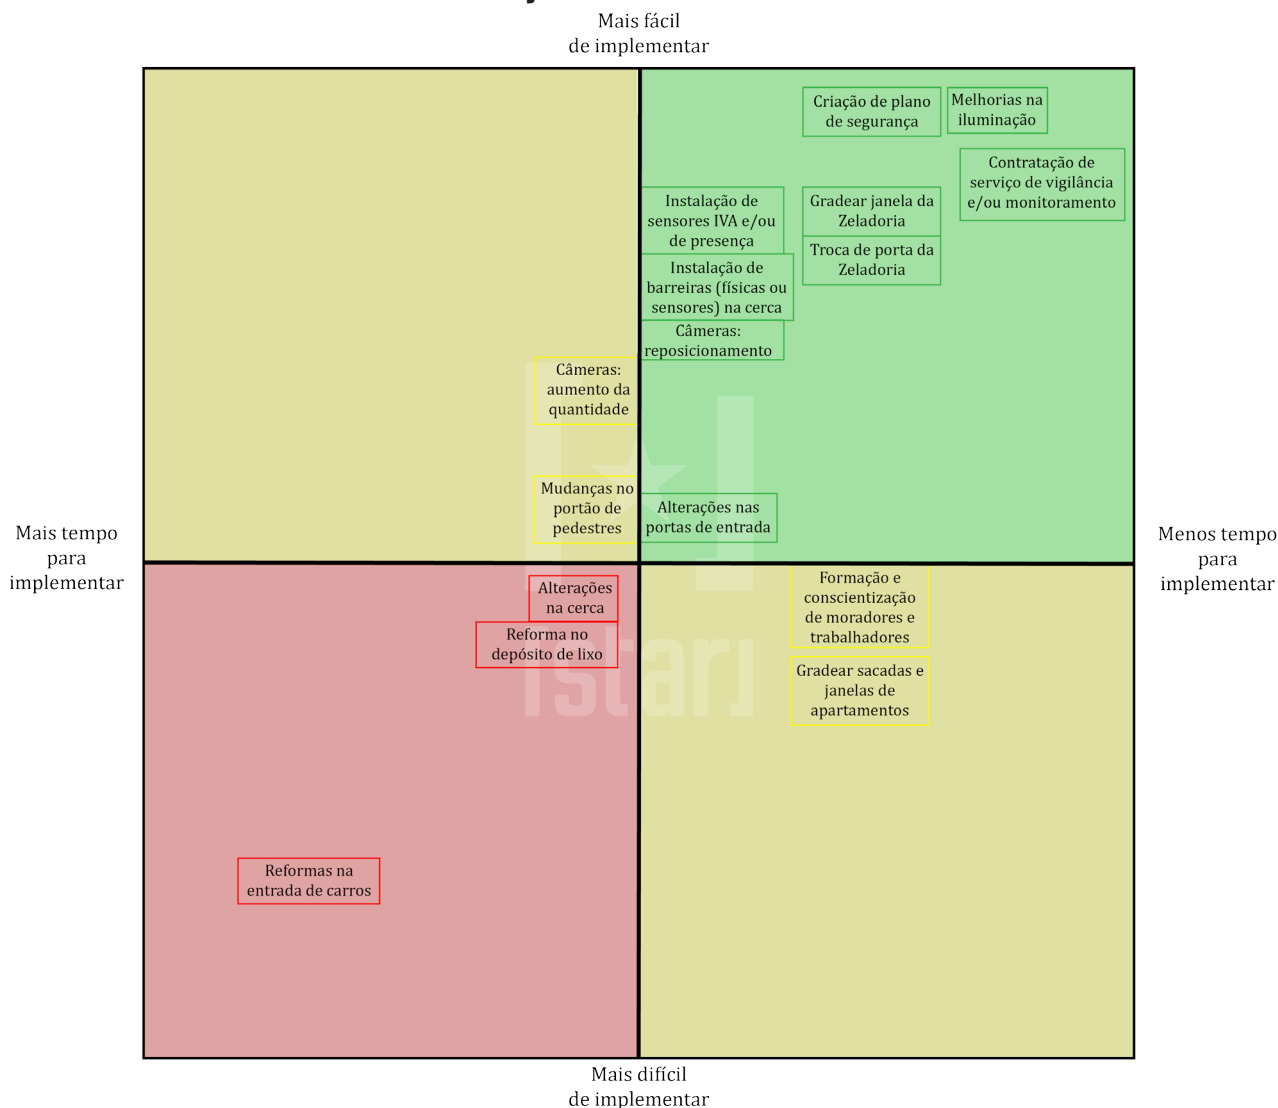 Mais fácil
de implementar
Criação de plano
de segurança
Melhorias na
iluminação
Contratação de
serviço de vigilância
e/ou monitoramento
Instalação de
sensores IVA e/ou
de presença
Gradear janela da
Zeladoria
Troca de porta da
Zeladoria
Instalação de
barreiras (físicas ou
sensores) na cerca
Câmeras:
reposicionamento
Câmeras:
aumento da
quantidade
Mudanças no
portão de
pedestres
Alterações nas
portas de entrada
Mais tempo
para
implementar
Menos tempo
para
implementar
Alterações
na cerca
Reforma no
depósito de lixo
Formação e
conscientização
de moradores e
trabalhadores
Gradear sacadas e
janelas de
apartamentos
Istari
Reformas na
entrada de carros
Mais difícil
de implementar